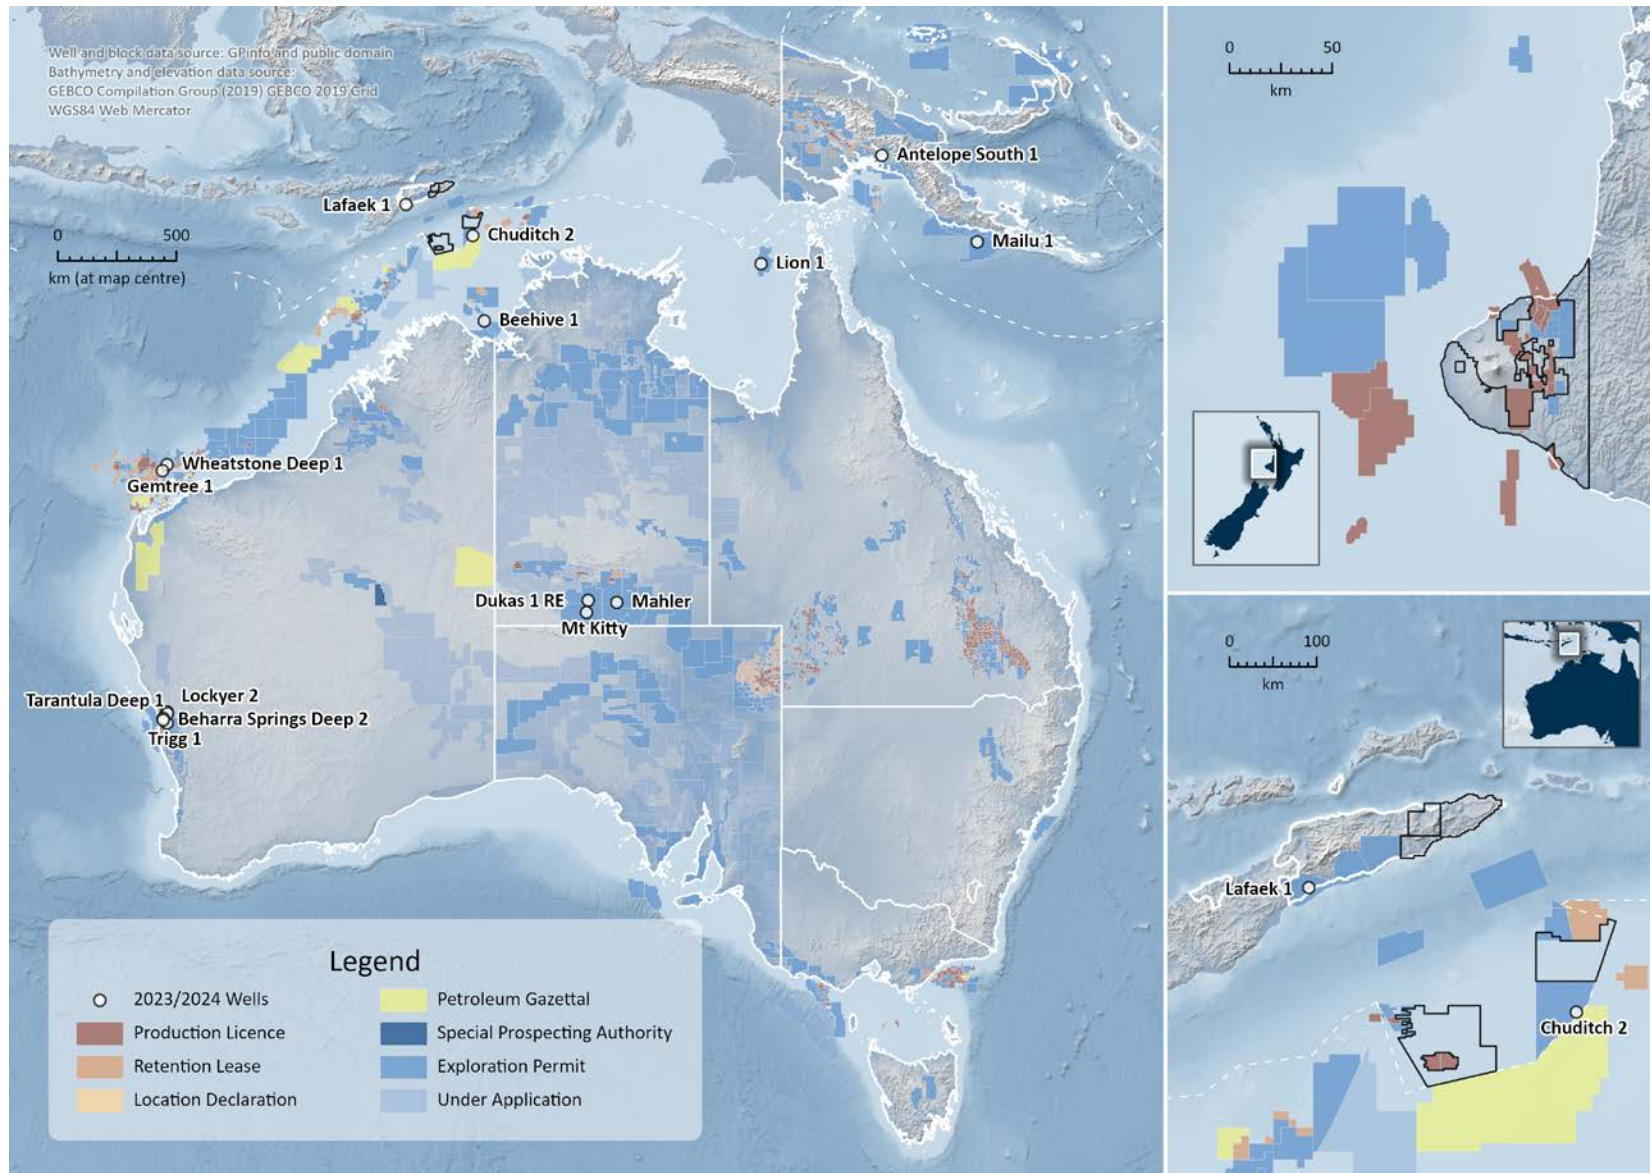 Well and block data source: GPinfo and public domain
Bathymetry and elevation data source:
GEBCO Compilation Group (2019) GEBCO 2019 Grid
WGS84 Web Mercator
Antelope South 1
Lafaek 1
0 500
km (at map centre)
Chuditch 2
Mailu 1
Lion 1
Beehive 1
Wheatstone Deep 1
Gemtree 1
Dukas 1 RE
Mahler
Mt Kitty
Lockyer 2
Tarantula Deep 1
Beharra Springs Deep 2
Trigg 1
Legend
2023/2024 Wells
Production Licence
Retention Lease
Location Declaration
Petroleum Gazettal
Special Prospecting Authority
Exploration Permit
Under Application
0 50
km
0 100
km
Lafaek 1
Chuditch 2